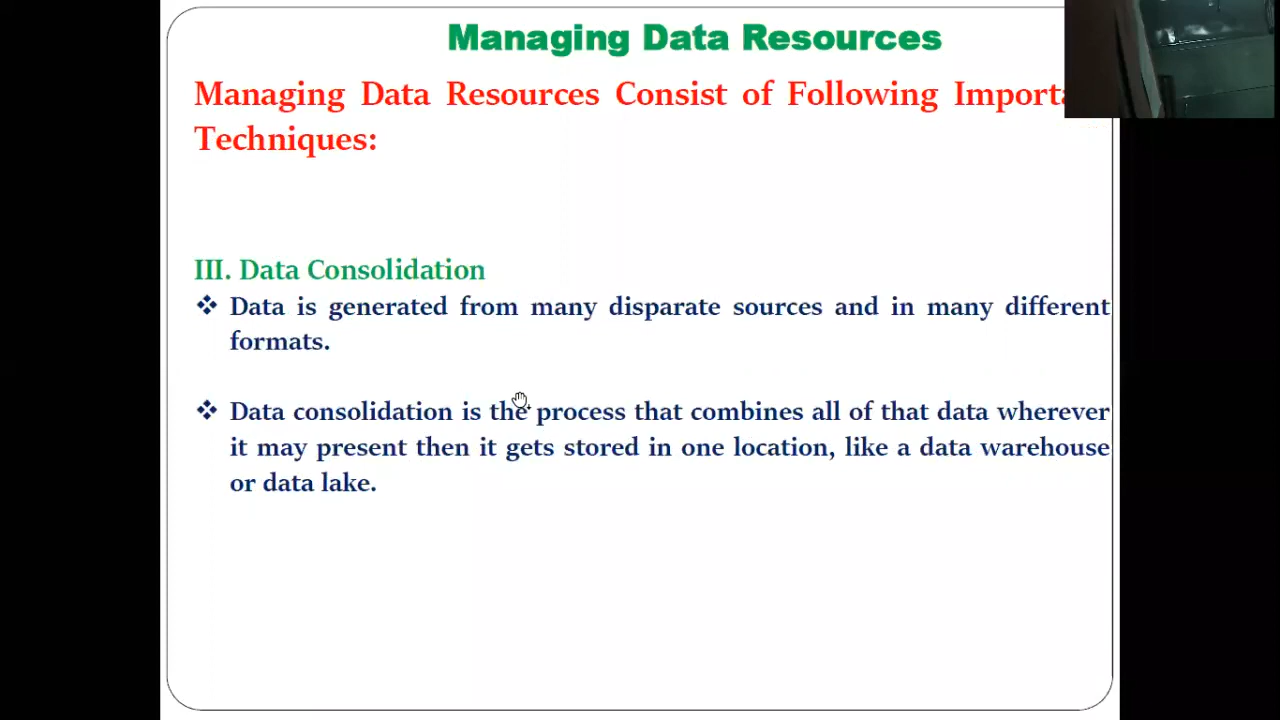 Managing Data Resources
Managing Data Resources Consist of Following
Techniques:
III. Data Consolidation
❖ Data is generated from many disparate sources and in many different
formats.
❖ Data consolidation is the process that combines all of that data wherever
it may present then it gets stored in one location, like a data warehouse
or data lake.